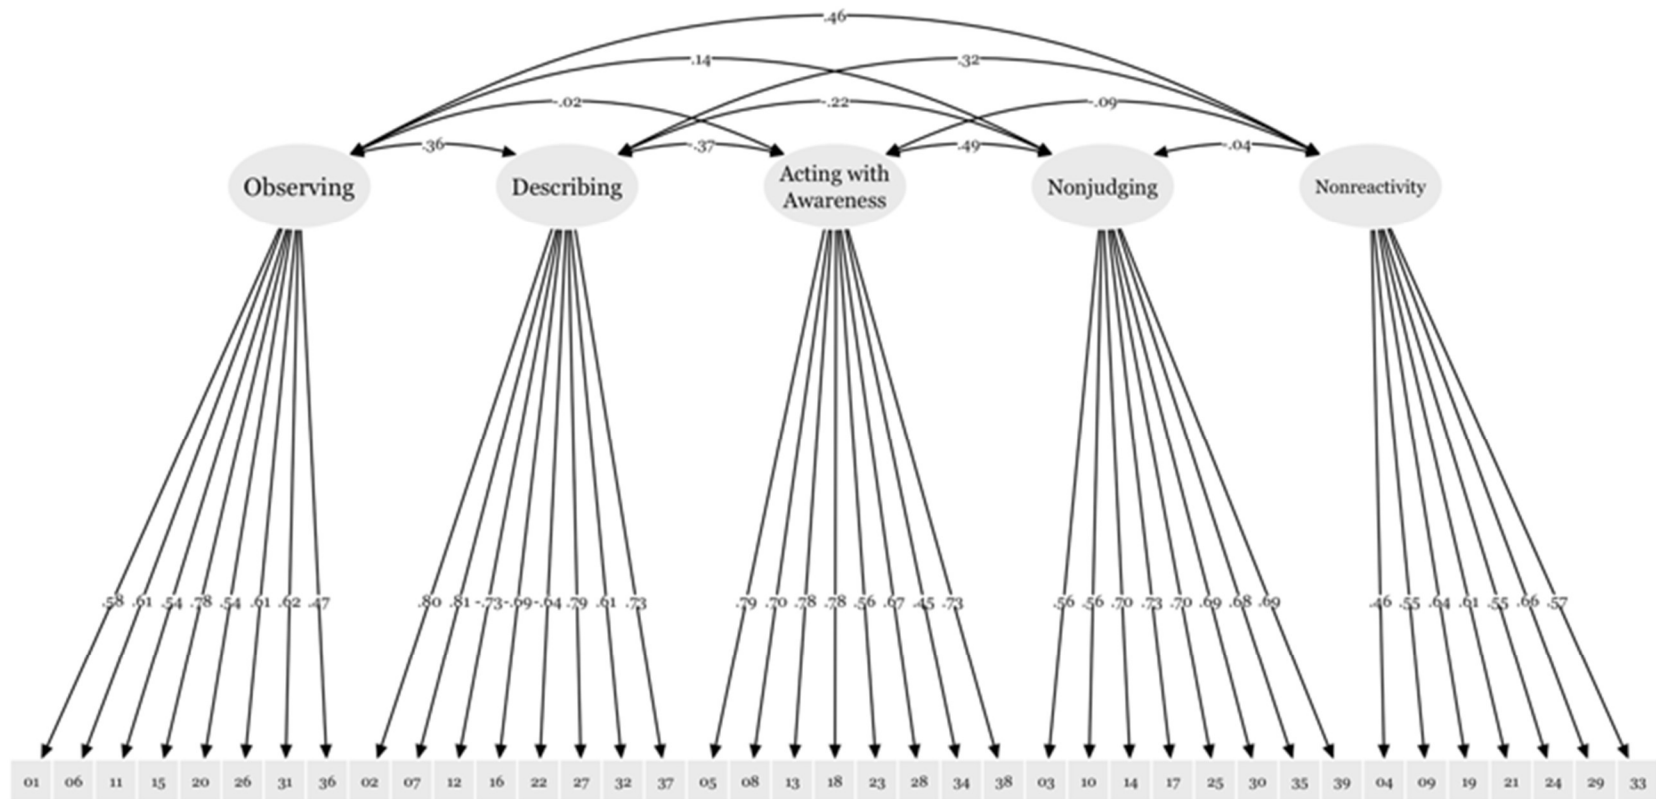 .46
.14 .32
-.02 -.22 -.09
.36 -.37 .49 -.04
Observing Describing Acting with Awareness Nonjudging Nonreactivity
.58 .61 .54 .78 .54 .61 .62 .47 .80 .81 -.73 -.69 -.64 .79 .61 .73 .79 .70 .78 .78 .56 .67 .45 .73 .56 .56 .70 .73 .70 .69 .68 .69 .46 .55 .64 .61 .55 .66 .57
01 06 11 15 20 26 31 36 02 07 12 16 22 27 32 37 05 08 13 18 23 28 34 38 03 10 14 17 25 30 35 39 04 09 19 21 24 29 33